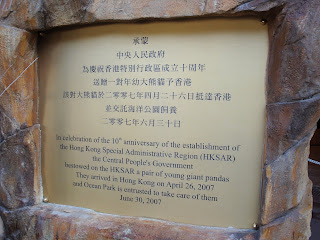 承蒙
中央人民政府
為慶祝香港特別行政區成立十周年
送贈一對年幼大熊貓予香港
該對大熊貓於二零零七年四月二十六日抵達香港
並交託海洋公園飼養
二零零七年六月三十日
In celebration of the 10th anniversary of the establishment of
the Hong Kong Special Administrative Region (HKSAR)
the Central People's Government
bestowed on the HKSAR a pair of young giant pandas
They arrived in Hong Kong on April 26, 2007
and Ocean Park is entrusted to take care of them
June 30, 2007